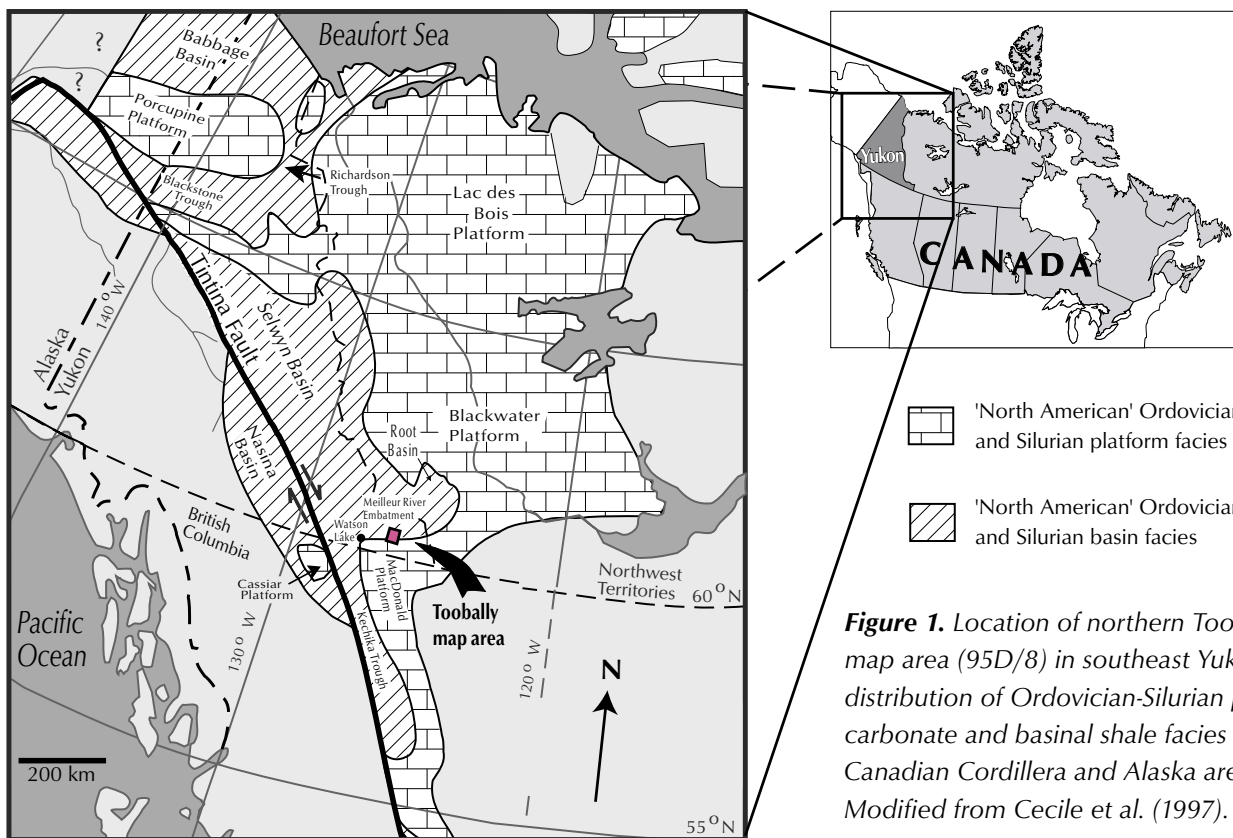 Beaufort Sea
?
?
Babbage
Basin
Porcupine
Platform
Richardson
Trough
Blackstone
Trough
Lac des
Bois
Platform
Alaska
Yukon
140° W
Tintina Fault
Selwyn Basin
Nasina
Basin
Blackwater
Platform
Root
Basin
Meilleur River
Embatment
Watson
Lake
British
Columbia
Cassiar
Platform
MacDonald
Platform
Kechika Trough
Toobally
map area
Northwest
Territories
60°N
Pacific
Ocean
130° W
120° W
N
200 km
55°N
Yukon
CANADA
'North American' Ordovician
and Silurian platform facies
'North American' Ordovician
and Silurian basin facies
Figure 1. Location of northern Too
map area (95D/8) in southeast Yuk
distribution of Ordovician-Silurian p
carbonate and basinal shale facies
Canadian Cordillera and Alaska are
Modified from Cecile et al. (1997).